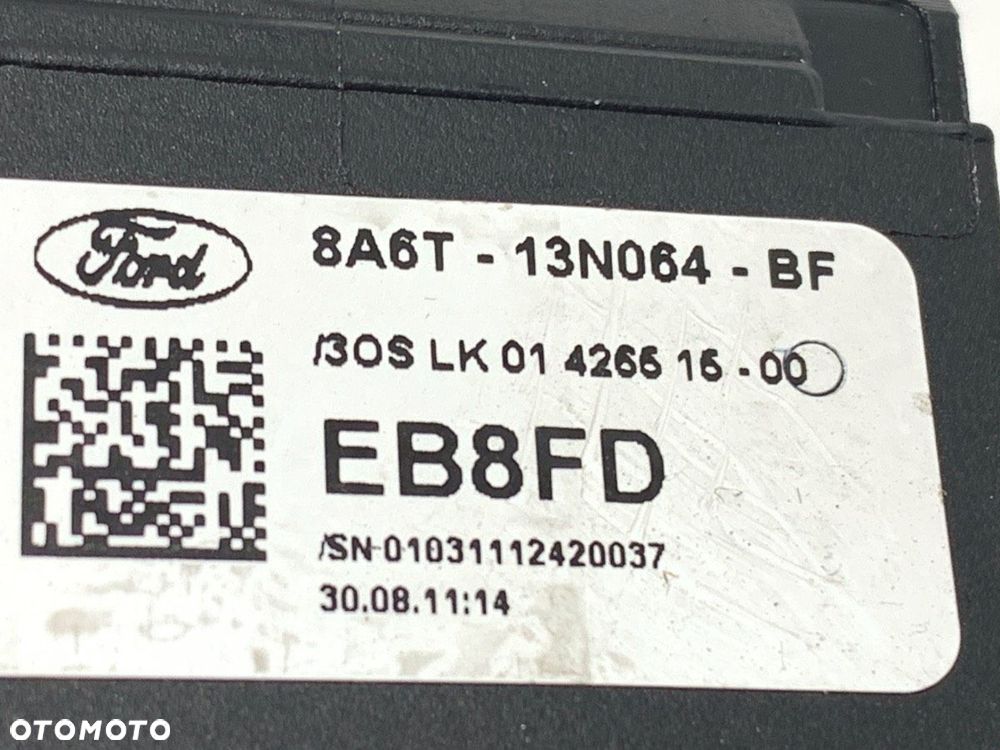 Ford
8A6T - 13N064 - BF
/3OS LK 01 4266 16 - 00
EB8FD
/SN 01031112420037
30.08.11:14
OTOMOTO